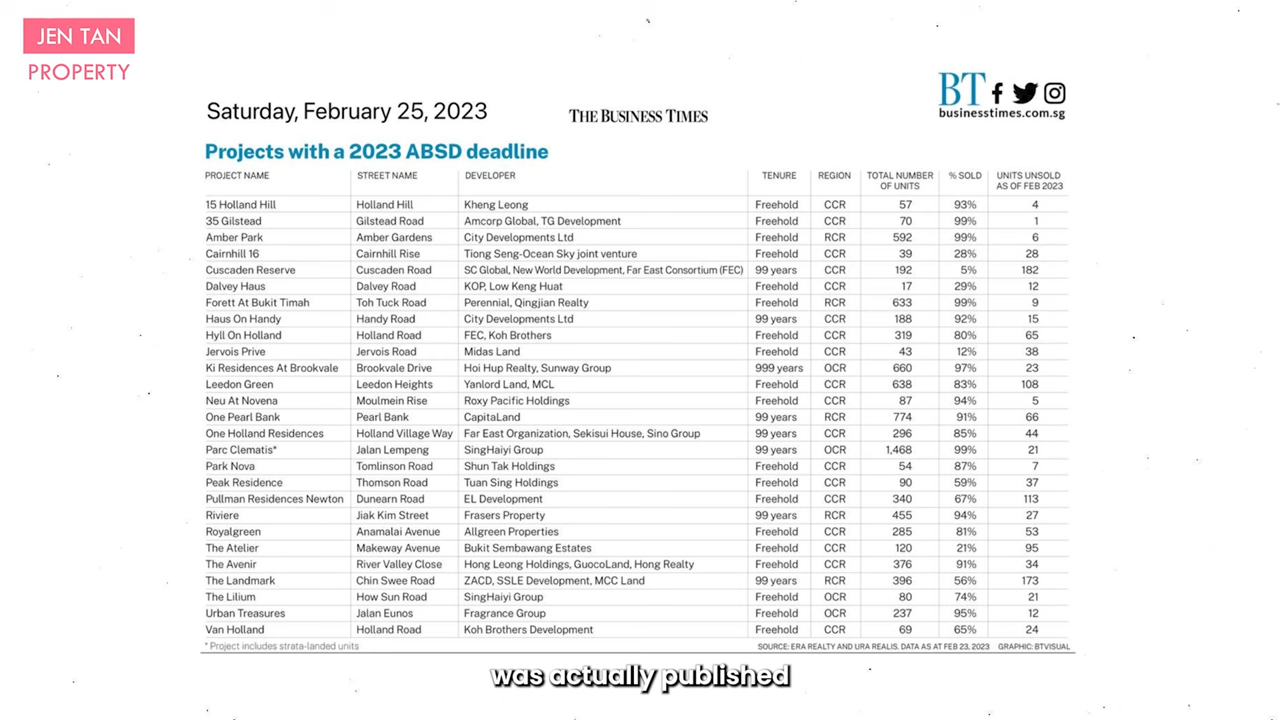 JEN TAN
PROPERTY
Saturday, February 25, 2023
THE BUSINESS TIMES
BT
businesstimes.com.sg
Projects with a 2023 ABSD deadline
PROJECT NAME STREET NAME DEVELOPER TENURE REGION TOTAL NUMBER OF UNITS % SOLD UNITS UNSOLD AS OF FEB 2023
15 Holland Hill Holland Hill Kheng Leong Freehold CCR 57 93% 4
35 Gilstead Gilstead Road Amcorp Global, TG Development Freehold CCR 70 99% 1
Amber Park Amber Gardens City Developments Ltd Freehold RCR 592 99% 6
Cairnhill 16 Cairnhill Rise Tiong Seng-Ocean Sky joint venture Freehold CCR 39 28% 28
Cuscaden Reserve Cuscaden Road SC Global, New World Development, Far East Consortium (FEC) 99 years CCR 192 5% 182
Dalvey Haus Dalvey Road KOP, Low Keng Huat Freehold CCR 17 29% 12
Forett At Bukit Timah Toh Tuck Road Perennial, Qingjian Realty Freehold RCR 633 99% 9
Haus On Handy Handy Road City Developments Ltd 99 years CCR 188 92% 15
Hyll On Holland Holland Road FEC, Koh Brothers Freehold CCR 319 80% 65
Jervois Prive Jervois Road Midas Land Freehold CCR 43 12% 38
Ki Residences At Brookvale Brookvale Drive Hoi Hup Realty, Sunway Group 999 years OCR 660 97% 23
Leedon Green Leedon Heights Yanlord Land, MCL Freehold CCR 638 83% 108
Neu At Novena Moulmein Rise Roxy Pacific Holdings Freehold CCR 87 94% 5
One Pearl Bank Pearl Bank CapitaLand 99 years RCR 774 91% 66
One Holland Residences Holland Village Way Far East Organization, Sekisui House, Sino Group 99 years CCR 296 85% 44
Parc Clematis* Jalan Lempeng SingHaiyi Group 99 years OCR 1,468 99% 21
Park Nova Tomlinson Road Shun Tak Holdings Freehold CCR 54 87% 7
Peak Residence Thomson Road Tuan Sing Holdings Freehold CCR 90 59% 37
Pullman Residences Newton Dunearn Road EL Development Freehold CCR 340 67% 113
Riviere Jiak Kim Street Frasers Property 99 years RCR 455 94% 27
Royalgreen Anamalai Avenue Allgreen Properties Freehold CCR 285 81% 53
The Atelier Makeway Avenue Bukit Sembawang Estates Freehold CCR 120 21% 95
The Avenir River Valley Close Hong Leong Holdings, GuocoLand, Hong Realty Freehold CCR 376 91% 34
The Landmark Chin Swee Road ZACD, SSLE Development, MCC Land 99 years RCR 396 56% 173
The Lilium How Sun Road SingHaiyi Group Freehold OCR 80 74% 21
Urban Treasures Jalan Eunos Fragrance Group Freehold OCR 237 95% 12
Van Holland Holland Road Koh Brothers Development Freehold CCR 69 65% 24
* Project includes strata-landed units SOURCE: ERA REALTY AND URA REALIS. DATA AS AT FEB 23, 2023 GRAPHIC: BTVISUAL
was actually published